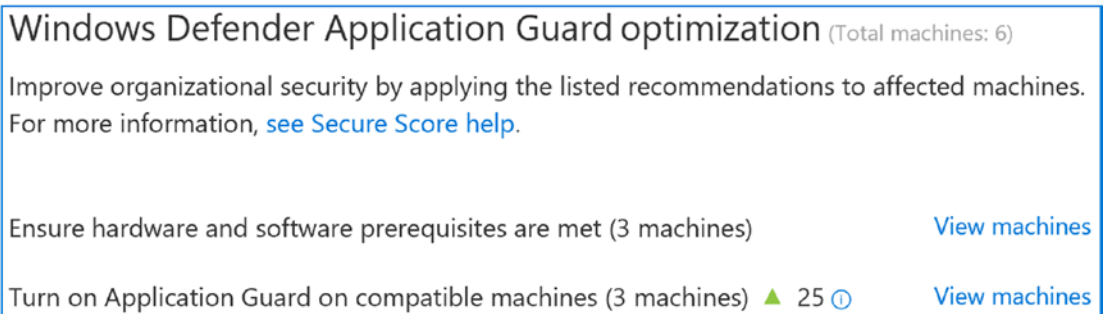 Windows Defender Application Guard optimization (Total machines: 6)
Improve organizational security by applying the listed recommendations to affected machines.
For more information, see Secure Score help.
Ensure hardware and software prerequisites are met (3 machines) View machines
Turn on Application Guard on compatible machines (3 machines) ▲ 25 ⓘ View machines